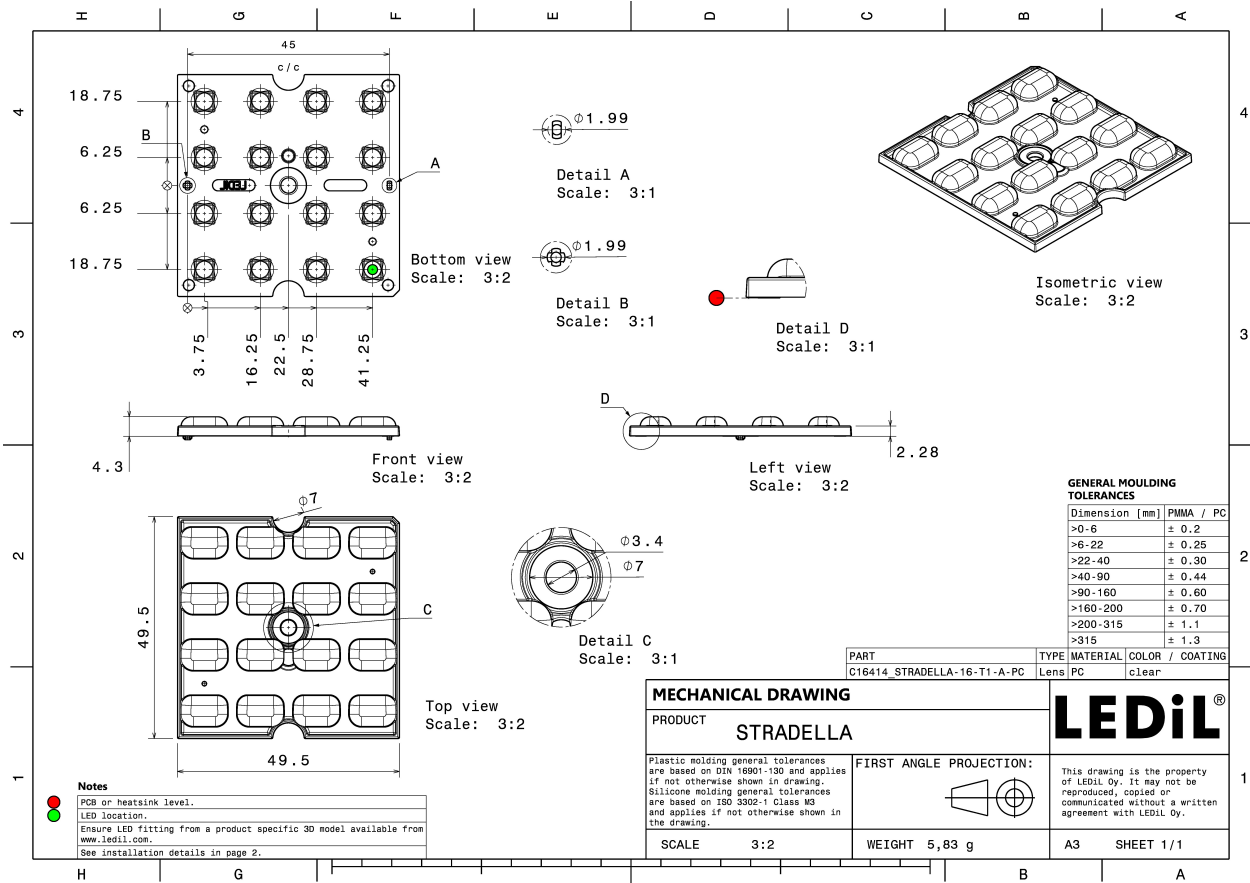 H G F E D C B A
4
3
2
1
45
c/c
18.75
6.25
6.25
18.75
B
A
LEDiL
3.75
16.25
22.5
28.75
41.25
Bottom view
Scale: 3:2
∅1.99
Detail A
Scale: 3:1
∅1.99
Detail B
Scale: 3:1
Detail D
Scale: 3:1
Isometric view
Scale: 3:2
4.3
Front view
Scale: 3:2
D
2.28
Left view
Scale: 3:2
∅7
49.5
49.5
C
Top view
Scale: 3:2
∅3.4
∅7
Detail C
Scale: 3:1
GENERAL MOULDING
TOLERANCES
Dimension [mm] PMMA / PC
>0-6 ± 0.2
>6-22 ± 0.25
>22-40 ± 0.30
>40-90 ± 0.44
>90-160 ± 0.60
>160-200 ± 0.70
>200-315 ± 1.1
>315 ± 1.3
PART TYPE MATERIAL COLOR / COATING
C16414_STRADELLA-16-T1-A-PC Lens PC clear
MECHANICAL DRAWING
PRODUCT
STRADELLA
LEDiL®
Plastic molding general tolerances
are based on DIN 16901-130 and applies
if not otherwise shown in drawing.
Silicone molding general tolerances
are based on ISO 3302-1 Class M3
and applies if not otherwise shown in
the drawing.
FIRST ANGLE PROJECTION:
This drawing is the property
of LEDiL Oy. It may not be
reproduced, copied or
communicated without a written
agreement with LEDiL Oy.
SCALE 3:2
WEIGHT 5,83 g
A3 SHEET 1/1
Notes
PCB or heatsink level.
LED location.
Ensure LED fitting from a product specific 3D model available from
www.ledil.com.
See installation details in page 2.
4
3
2
1
H G B A